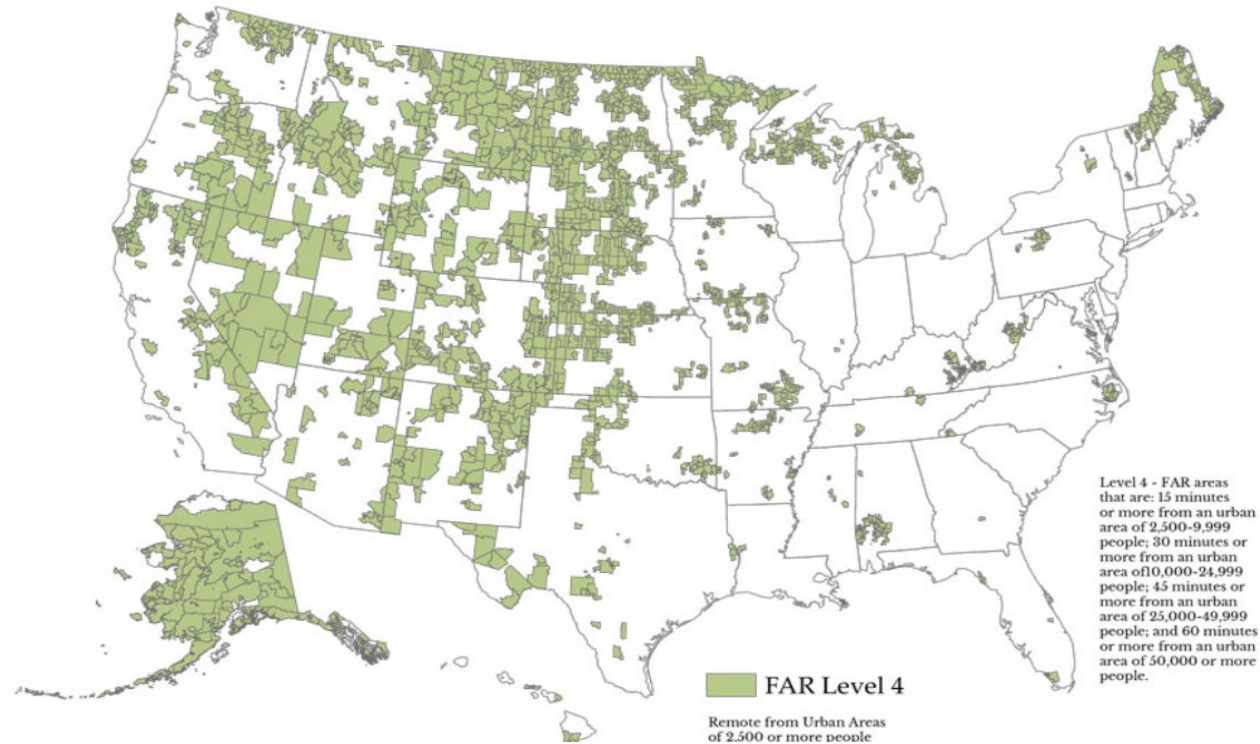 Level 4 - FAR areas
that are: 15 minutes
or more from an urban
area of 2,500-9,999
people; 30 minutes or
more from an urban
area of10,000-24,999
people; 45 minutes or
more from an urban
area of 25,000-49,999
people; and 60 minutes
or more from an urban
area of 50,000 or more
people.
FAR Level 4
Remote from Urban Areas
of 2,500 or more people